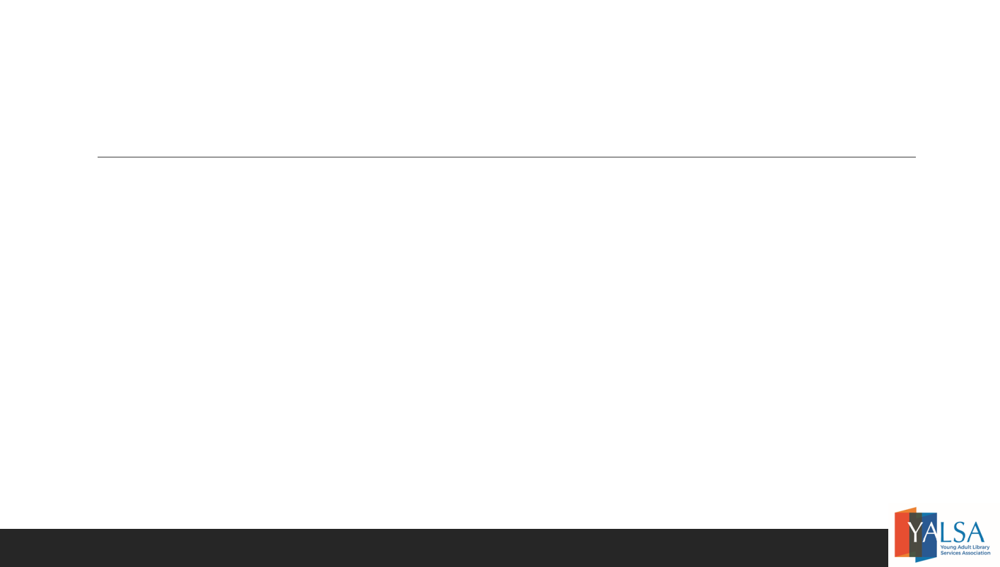 YALSA
Young Adult Library
Services Association